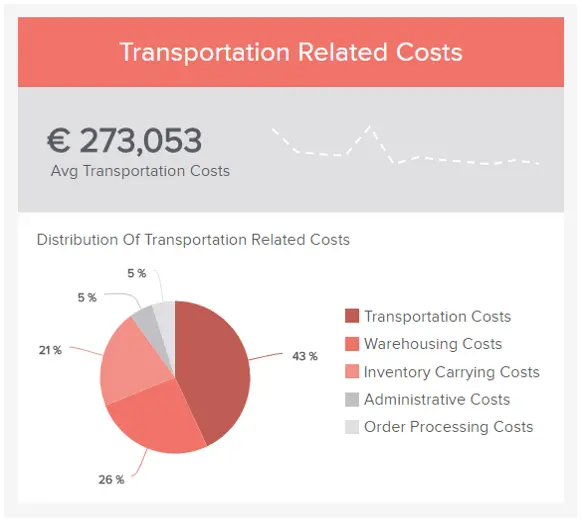 Transportation Related Costs
€ 273,053
Avg Transportation Costs
Distribution Of Transportation Related Costs
5 %
5 %
21 %
43 %
26 %
Transportation Costs
Warehousing Costs
Inventory Carrying Costs
Administrative Costs
Order Processing Costs